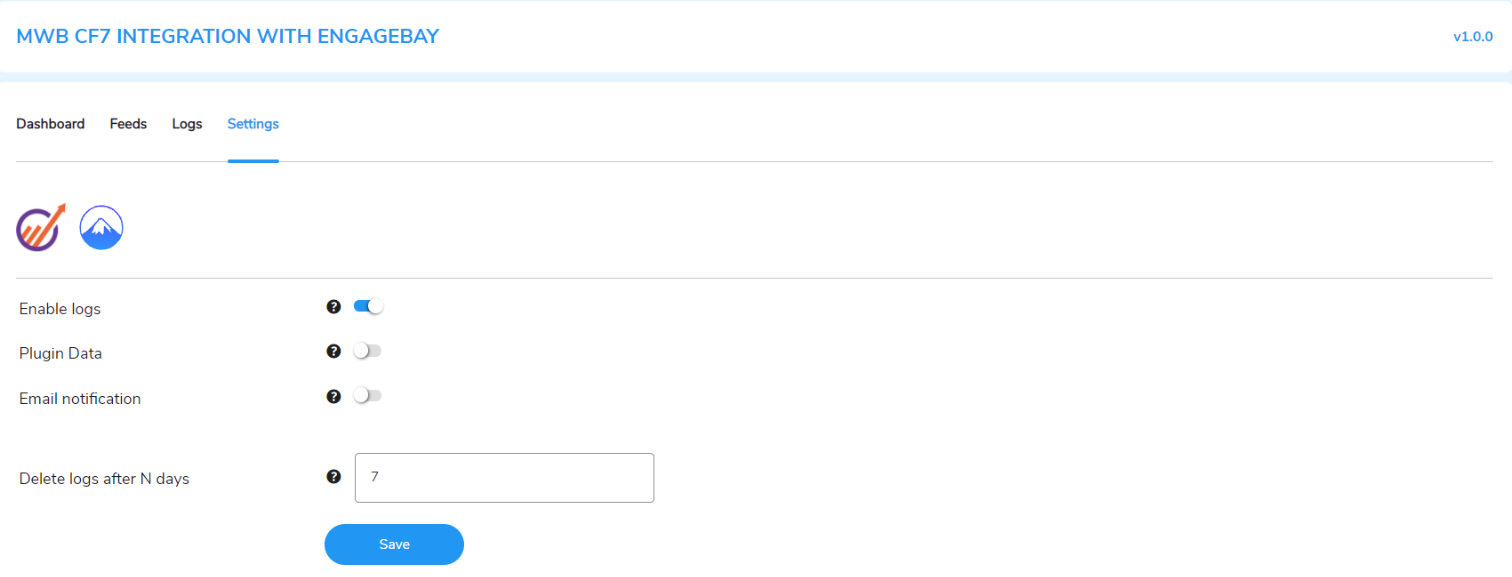 MWB CF7 INTEGRATION WITH ENGAGEBAY
v1.0.0
Dashboard Feeds Logs Settings
Enable logs ?
Plugin Data ?
Email notification ?
Delete logs after N days ? 7
Save